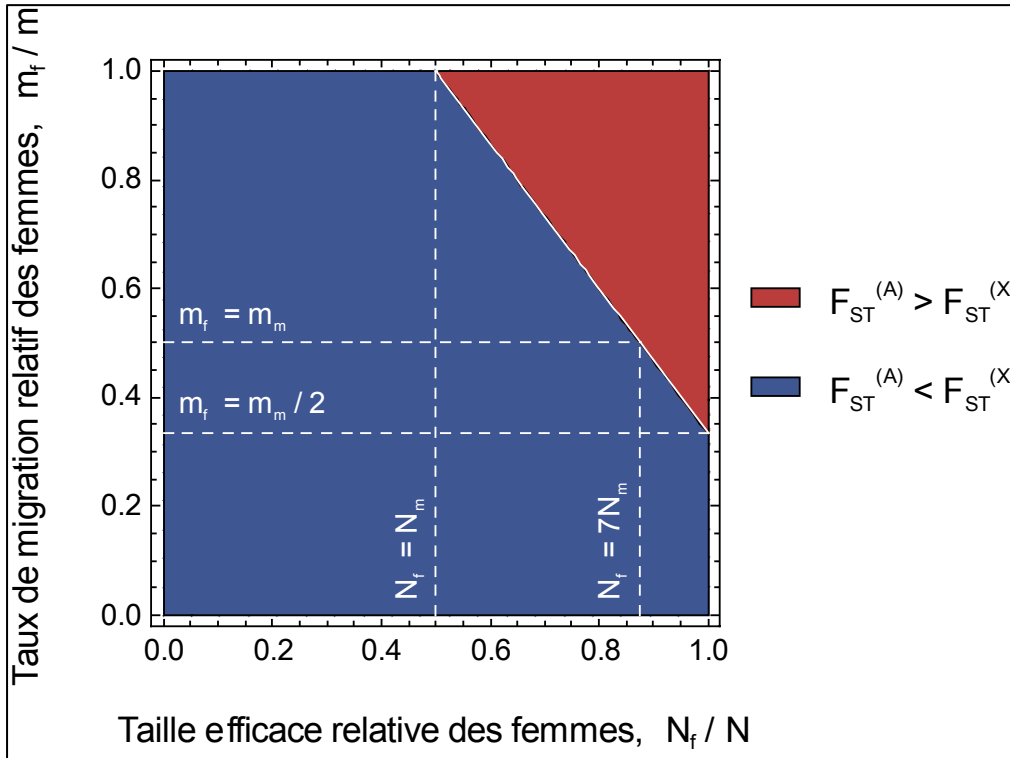 Taux de migration relatif des femmes, m_f / m
1.0
0.8
0.6
0.4
0.2
0.0
m_f = m_m
m_f = m_m / 2
N_f = N_m
N_f = 7N_m
0.0 0.2 0.4 0.6 0.8 1.0
Taille efficace relative des femmes, N_f / N
F_ST^(A) > F_ST^(X
F_ST^(A) < F_ST^(X